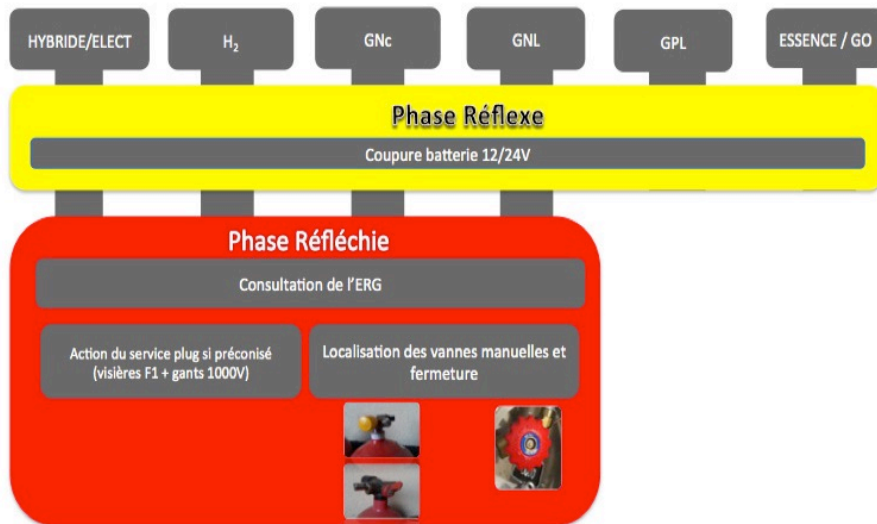 HYBRIDE/ELECT
H2
GNc
GNL
GPL
ESSENCE / GO
Phase Réflexe
Coupure batterie 12/24V
Phase Réfléchie
Consultation de l'ERG
Action du service plug si préconisé
(visières F1 + gants 1000V)
Localisation des vannes manuelles et
fermeture